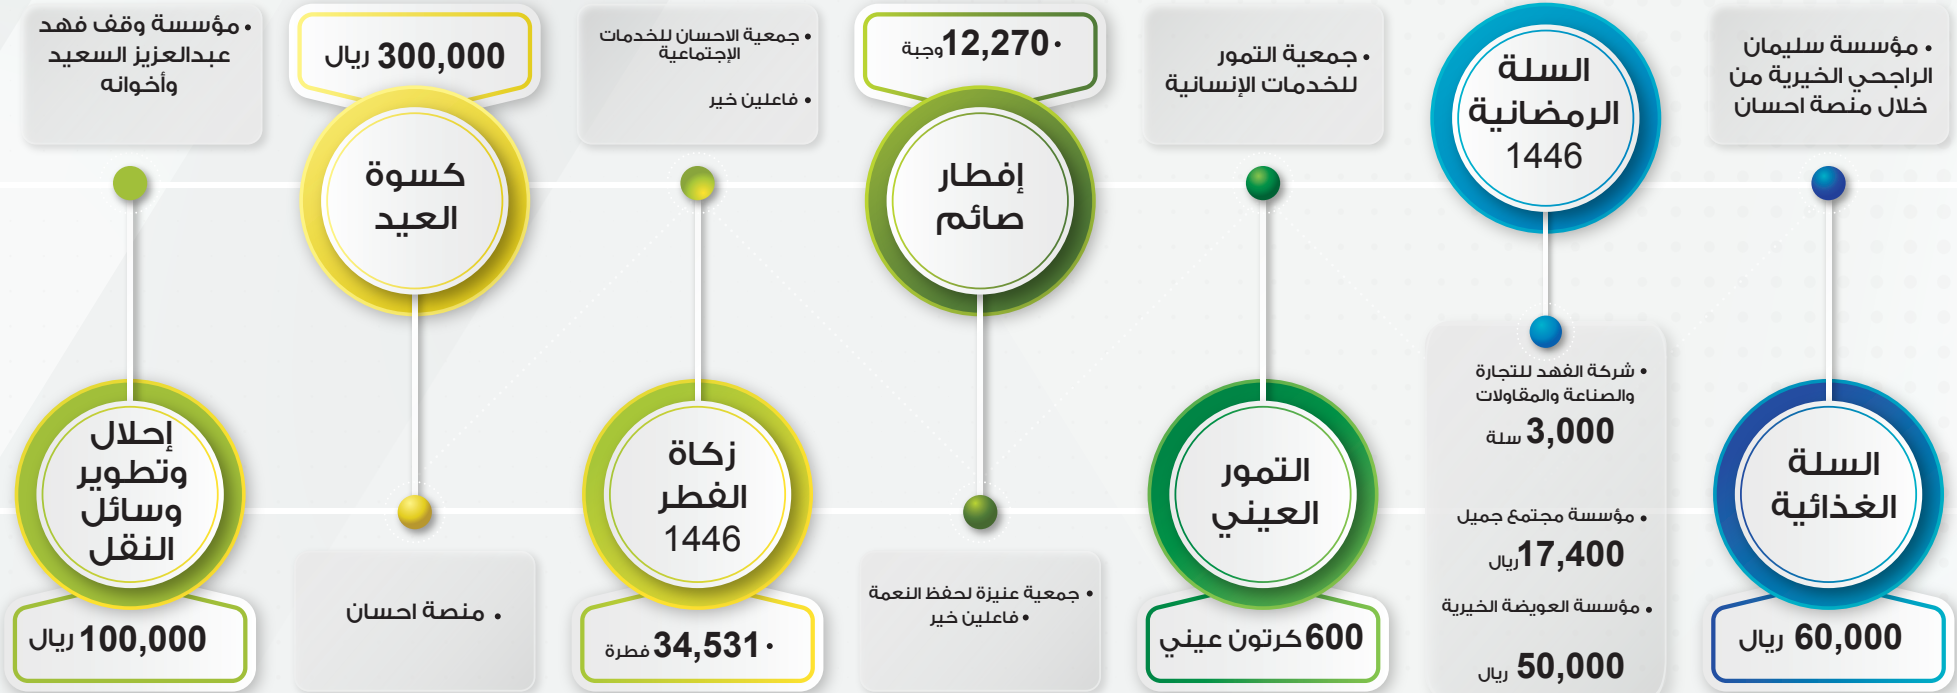 • مؤسسة سليمان
الراجحي الخيرية من
خلال منصة احسان
السلة
الغذائية
60,000 ريال
السلة
الرمضانية
1446
• شركة الفهد للتجارة
والصناعة والمقاولات
3,000 سلة
• مؤسسة مجتمع جميل
17,400 ريال
• مؤسسة العويضة الخيرية
50,000 ريال
• جمعية التمور
للخدمات الإنسانية
التمور
العيني
600 كرتون عيني
• 12,270 وجبة
إفطار
صائم
• جمعية عنيزة لحفظ النعمة
• فاعلين خير
• جمعية الاحسان للخدمات
الإجتماعية
• فاعلين خير
زكاة
الفطر
1446
• 34,531 فطرة
300,000 ريال
كسوة
العيد
• منصة احسان
• مؤسسة وقف فهد
عبدالعزيز السعيد
وأخوانه
إحلال
وتطوير
وسائل
النقل
100,000 ريال